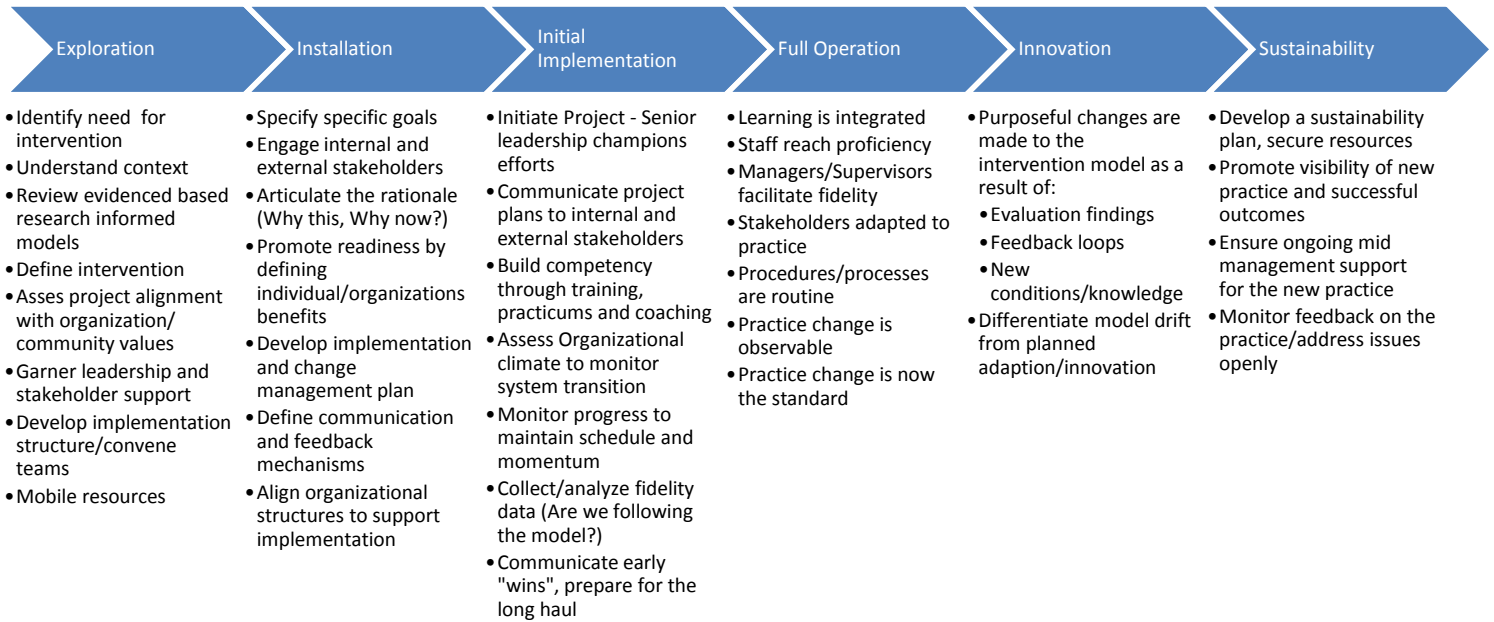 Exploration
Installation
Initial
Implementation
Full Operation
Innovation
Sustainability
•Identify need for
intervention
•Understand context
•Review evidenced based
research informed
models
•Define intervention
•Asses project alignment
with organization/
community values
•Garner leadership and
stakeholder support
•Develop implementation
structure/convene
teams
•Mobile resources
•Specify specific goals
•Engage internal and
external stakeholders
•Articulate the rationale
(Why this, Why now?)
•Promote readiness by
defining
individual/organizations
benefits
•Develop implementation
and change
management plan
•Define communication
and feedback
mechanisms
•Align organizational
structures to support
implementation
•Initiate Project - Senior
leadership champions
efforts
•Communicate project
plans to internal and
external stakeholders
•Build competency
through training,
practicums and coaching
•Assess Organizational
climate to monitor
system transition
•Monitor progress to
maintain schedule and
momentum
•Collect/analyze fidelity
data (Are we following
the model?)
•Communicate early
"wins", prepare for the
long haul
•Learning is integrated
•Staff reach proficiency
•Managers/Supervisors
facilitate fidelity
•Stakeholders adapted to
practice
•Procedures/processes
are routine
•Practice change is
observable
•Practice change is now
the standard
•Purposeful changes are
made to the
intervention model as a
result of:
•Evaluation findings
•Feedback loops
•New
conditions/knowledge
•Differentiate model drift
from planned
adaption/innovation
•Develop a sustainability
plan, secure resources
•Promote visibility of new
practice and successful
outcomes
•Ensure ongoing mid
management support
for the new practice
•Monitor feedback on the
practice/address issues
openly